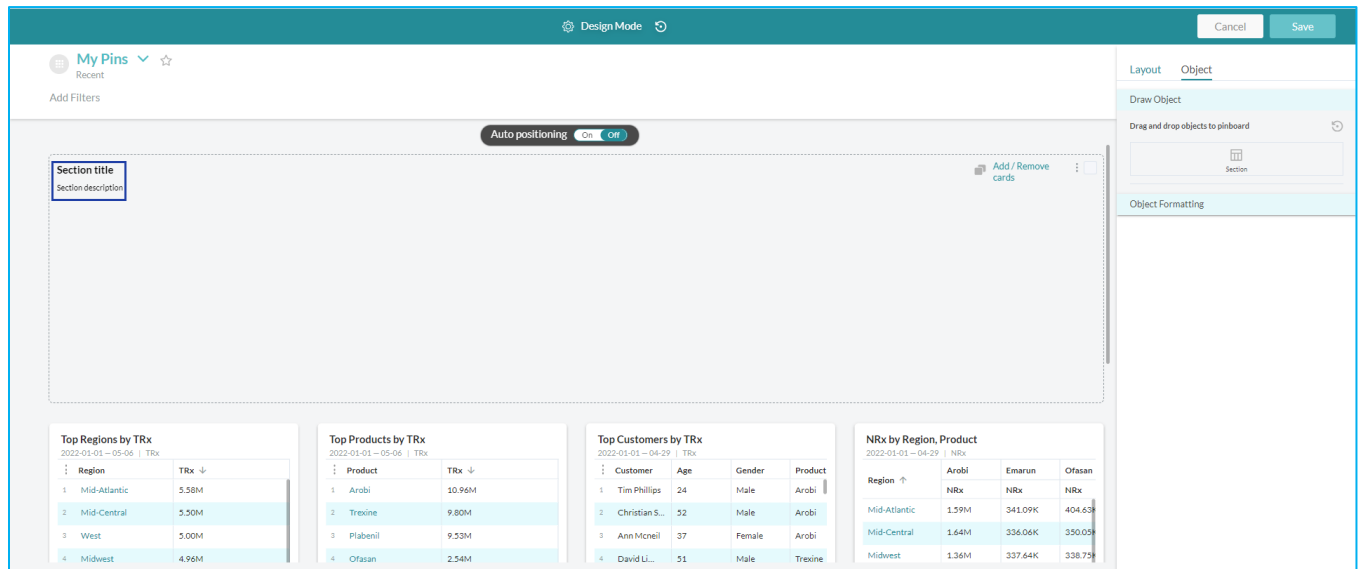 Design Mode
Cancel
Save
My Pins
Recent
Add Filters
Layout Object
Draw Object
Drag and drop objects to pinboard
Section
Object Formatting
Auto positioning On Off
Section title
Section description
Add / Remove
cards
Top Regions by TRx
2022-01-01 — 05-06 | TRx
Region TRx
1 Mid-Atlantic 5.58M
2 Mid-Central 5.50M
3 West 5.00M
4 Midwest 4.96M
Top Products by TRx
2022-01-01 — 05-06 | TRx
Product TRx
1 Arobi 10.96M
2 Trexine 9.80M
3 Plabenil 9.53M
4 Ofasan 2.54M
Top Customers by TRx
2022-01-01 — 04-29 | TRx
Customer Age Gender Product
1 Tim Phillips 24 Male Arobi
2 Christian S... 52 Male Arobi
3 Ann Mcneil 37 Female Arobi
4 David Li... 51 Male Trexine
NRx by Region, Product
2022-01-01 — 04-29 | NRx
Region Arobi Emarun Ofasan
NRx NRx NRx
Mid-Atlantic 1.59M 341.09K 404.63K
Mid-Central 1.64M 336.06K 350.05K
Midwest 1.36M 337.64K 338.75K